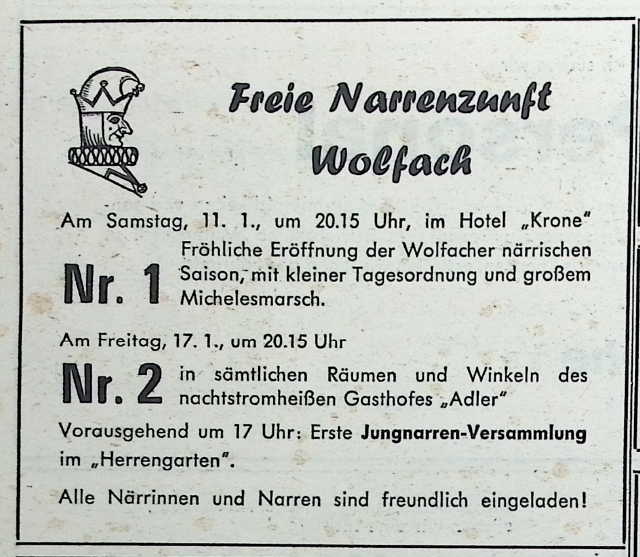 Freie Narrenzunft
Wolfach
Am Samstag, 11. 1., um 20.15 Uhr, im Hotel „Krone"
Nr. 1
Fröhliche Eröffnung der Wolfacher närrischen
Saison, mit kleiner Tagesordnung und großem
Michelesmarsch.
Am Freitag, 17. 1., um 20.15 Uhr
Nr. 2
in sämtlichen Räumen und Winkeln des
nachtstromheißen Gasthofes „Adler"
Vorausgehend um 17 Uhr: Erste Jungnarren-Versammlung
im „Herrengarten".
Alle Närrinnen und Narren sind freundlich eingeladen!